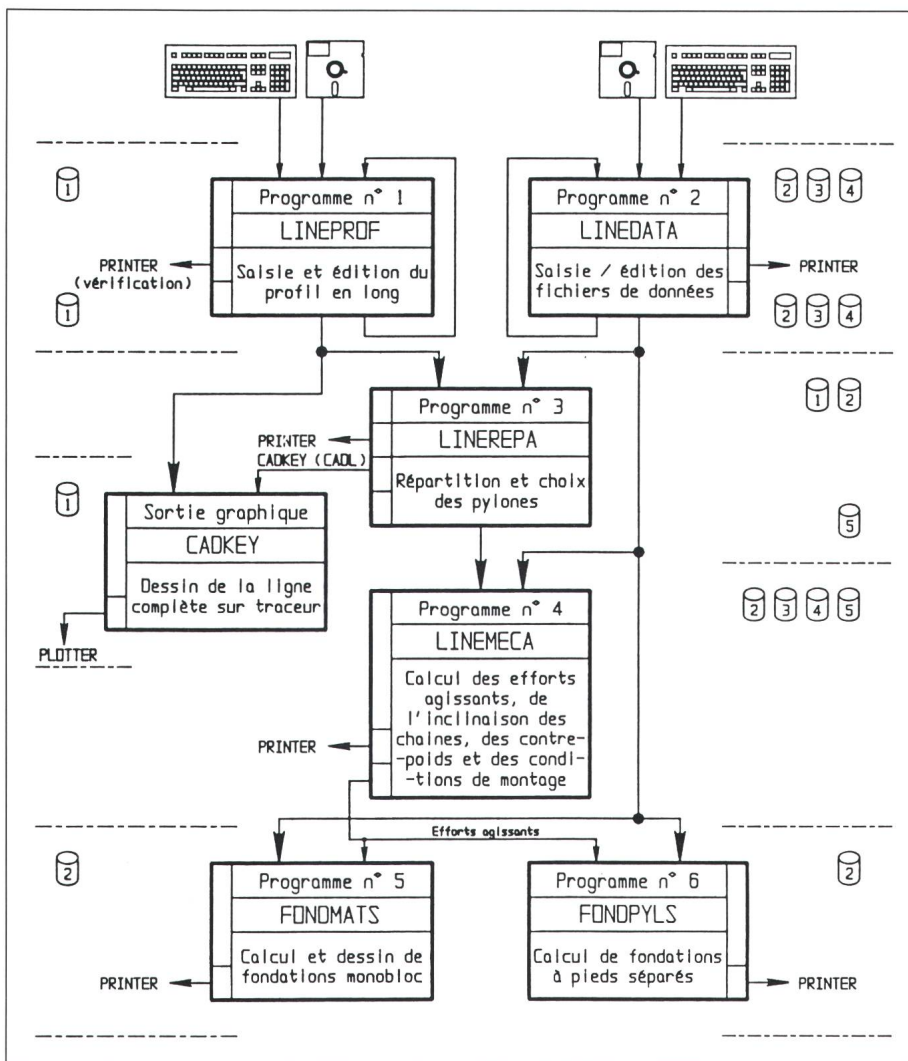 1
2 3 4
Programme n° 1
LINEPROF
Saisie et édition du
profil en long
PRINTER
(vérification)
1
Programme n° 2
LINEDATA
Saisie / édition des
fichiers de données
PRINTER
2 3 4
1 2
Programme n° 3
LINEREPA
Répartition et choix
des pylones
PRINTER
CADKEY (CADL)
1
5
Sortie graphique
CADKEY
Dessin de la ligne
complète sur traceur
PLOTTER
2 3 4 5
Programme n° 4
LINEMECA
Calcul des efforts
agissants, de
l'inclinaison des
chaines, des contre-
-poids et des condi-
-tions de montage
PRINTER
Efforts agissants
2
2
Programme n° 5
FONDMATS
Calcul et dessin de
fondations monobloc
PRINTER
Programme n° 6
FONDPYLS
Calcul de fondations
à pieds séparés
PRINTER